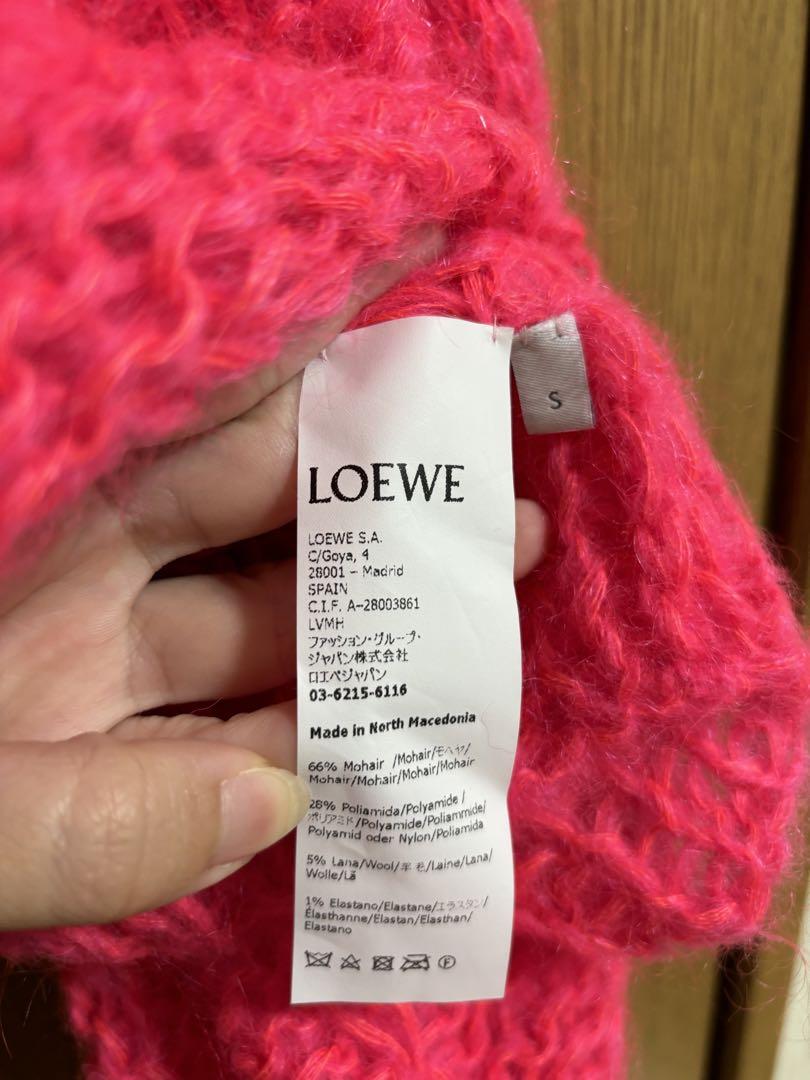 S
LOEWE
LOEWE S.A.
C/Goya, 4
28001 – Madrid
SPAIN
C.I.F. A-28003861
LVMH
ファッション・グループ・
ジャパン株式会社
ロエベジャパン
03-6215-6116
Made in North Macedonia
66% Mohair /Mohair/モヘヤ/
Mohair/Mohair/Mohair/Mohair
28% Poliamida/Polyamide/
ポリアミド/Polyamide/Poliammide/
Polyamid oder Nylon/Poliamida
5% Lana/Wool/羊毛/Laine/Lana/
Wolle/Lã
1% Elastano/Elastane/エラスタン/
Élasthanne/Elastan/Elasthan/
Elastano
F